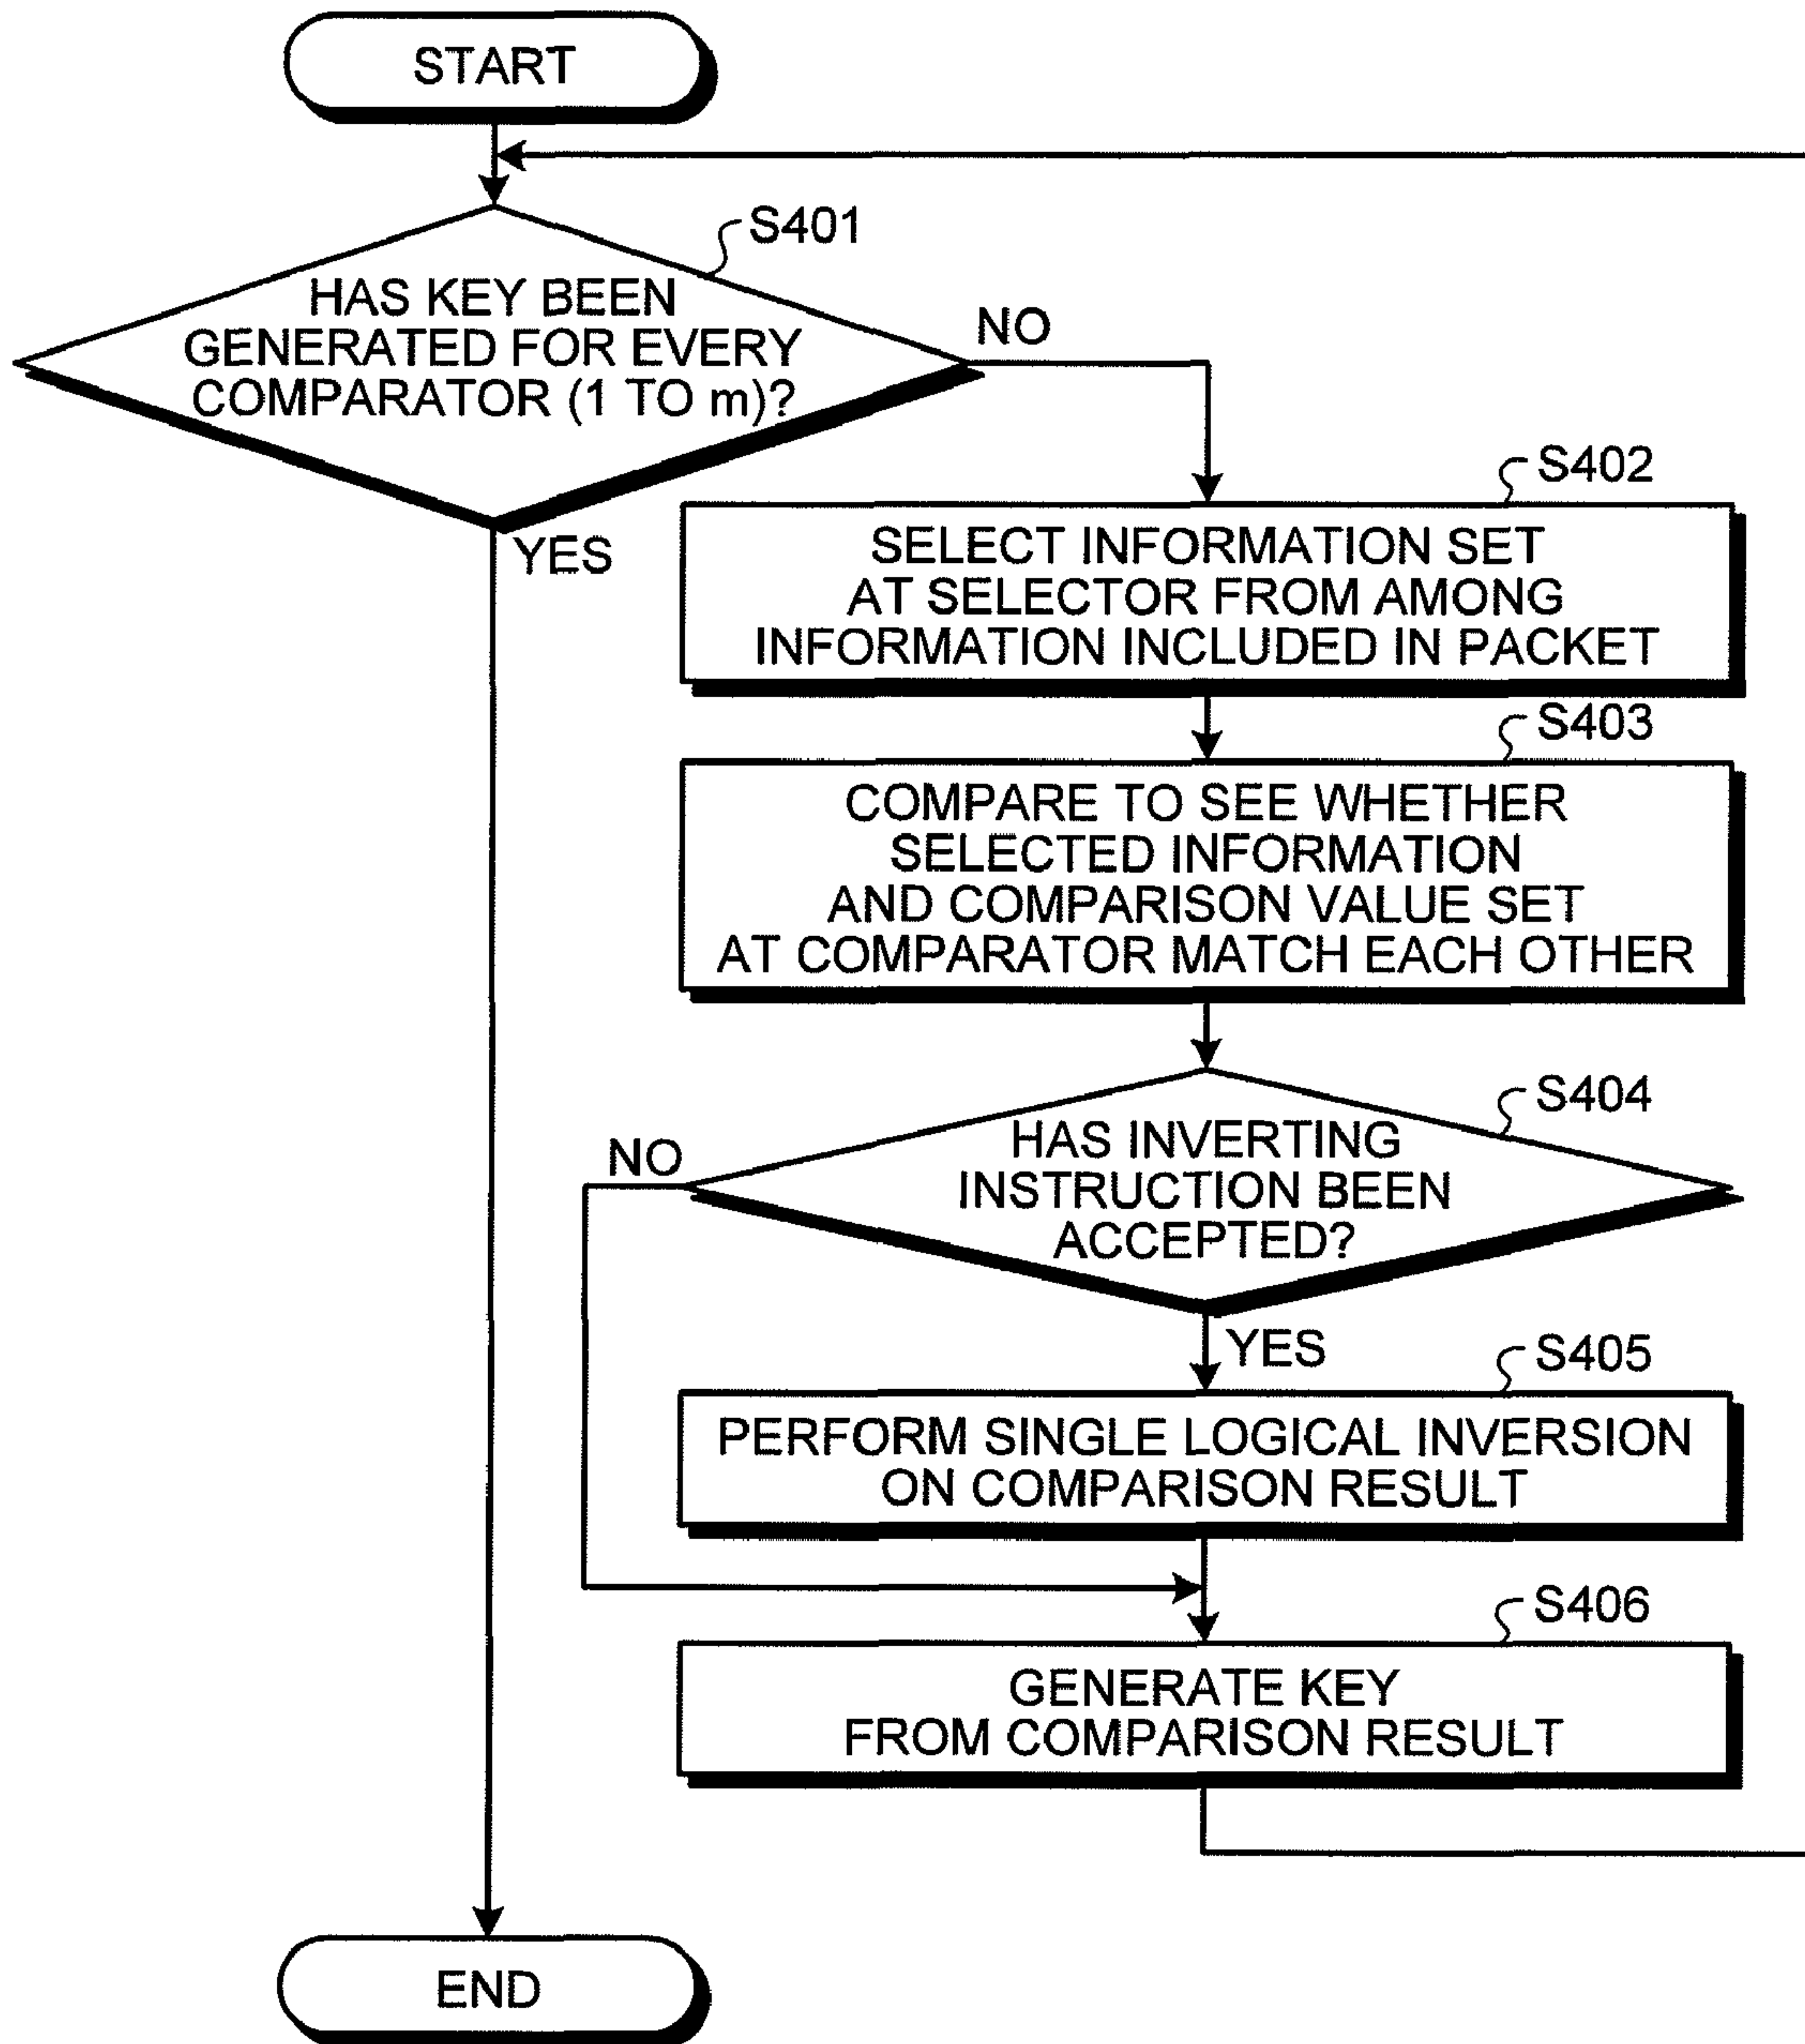 START
S401
HAS KEY BEEN
GENERATED FOR EVERY
COMPARATOR (1 TO m)?
NO
YES
S402
SELECT INFORMATION SET
AT SELECTOR FROM AMONG
INFORMATION INCLUDED IN PACKET
S403
COMPARE TO SEE WHETHER
SELECTED INFORMATION
AND COMPARISON VALUE SET
AT COMPARATOR MATCH EACH OTHER
S404
HAS INVERTING
INSTRUCTION BEEN
ACCEPTED?
NO
YES
S405
PERFORM SINGLE LOGICAL INVERSION
ON COMPARISON RESULT
S406
GENERATE KEY
FROM COMPARISON RESULT
END